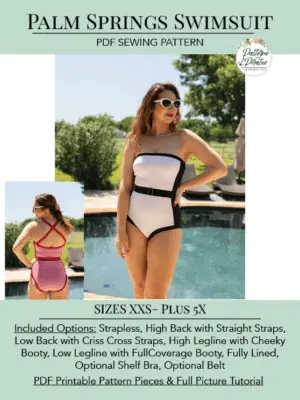 Palm Springs Swimsuit
PDF SEWING PATTERN
Patterns
4 Pirates
SIZES XXS- Plus 5X
Included Options: Strapless, High Back with Straight Straps,
Low Back with Criss Cross Straps, High Legline with Cheeky
Booty, Low Legline with FullCoverage Booty, Fully Lined,
Optional Shelf Bra, Optional Belt
PDF Printable Pattern Pieces & Full Picture Tutorial